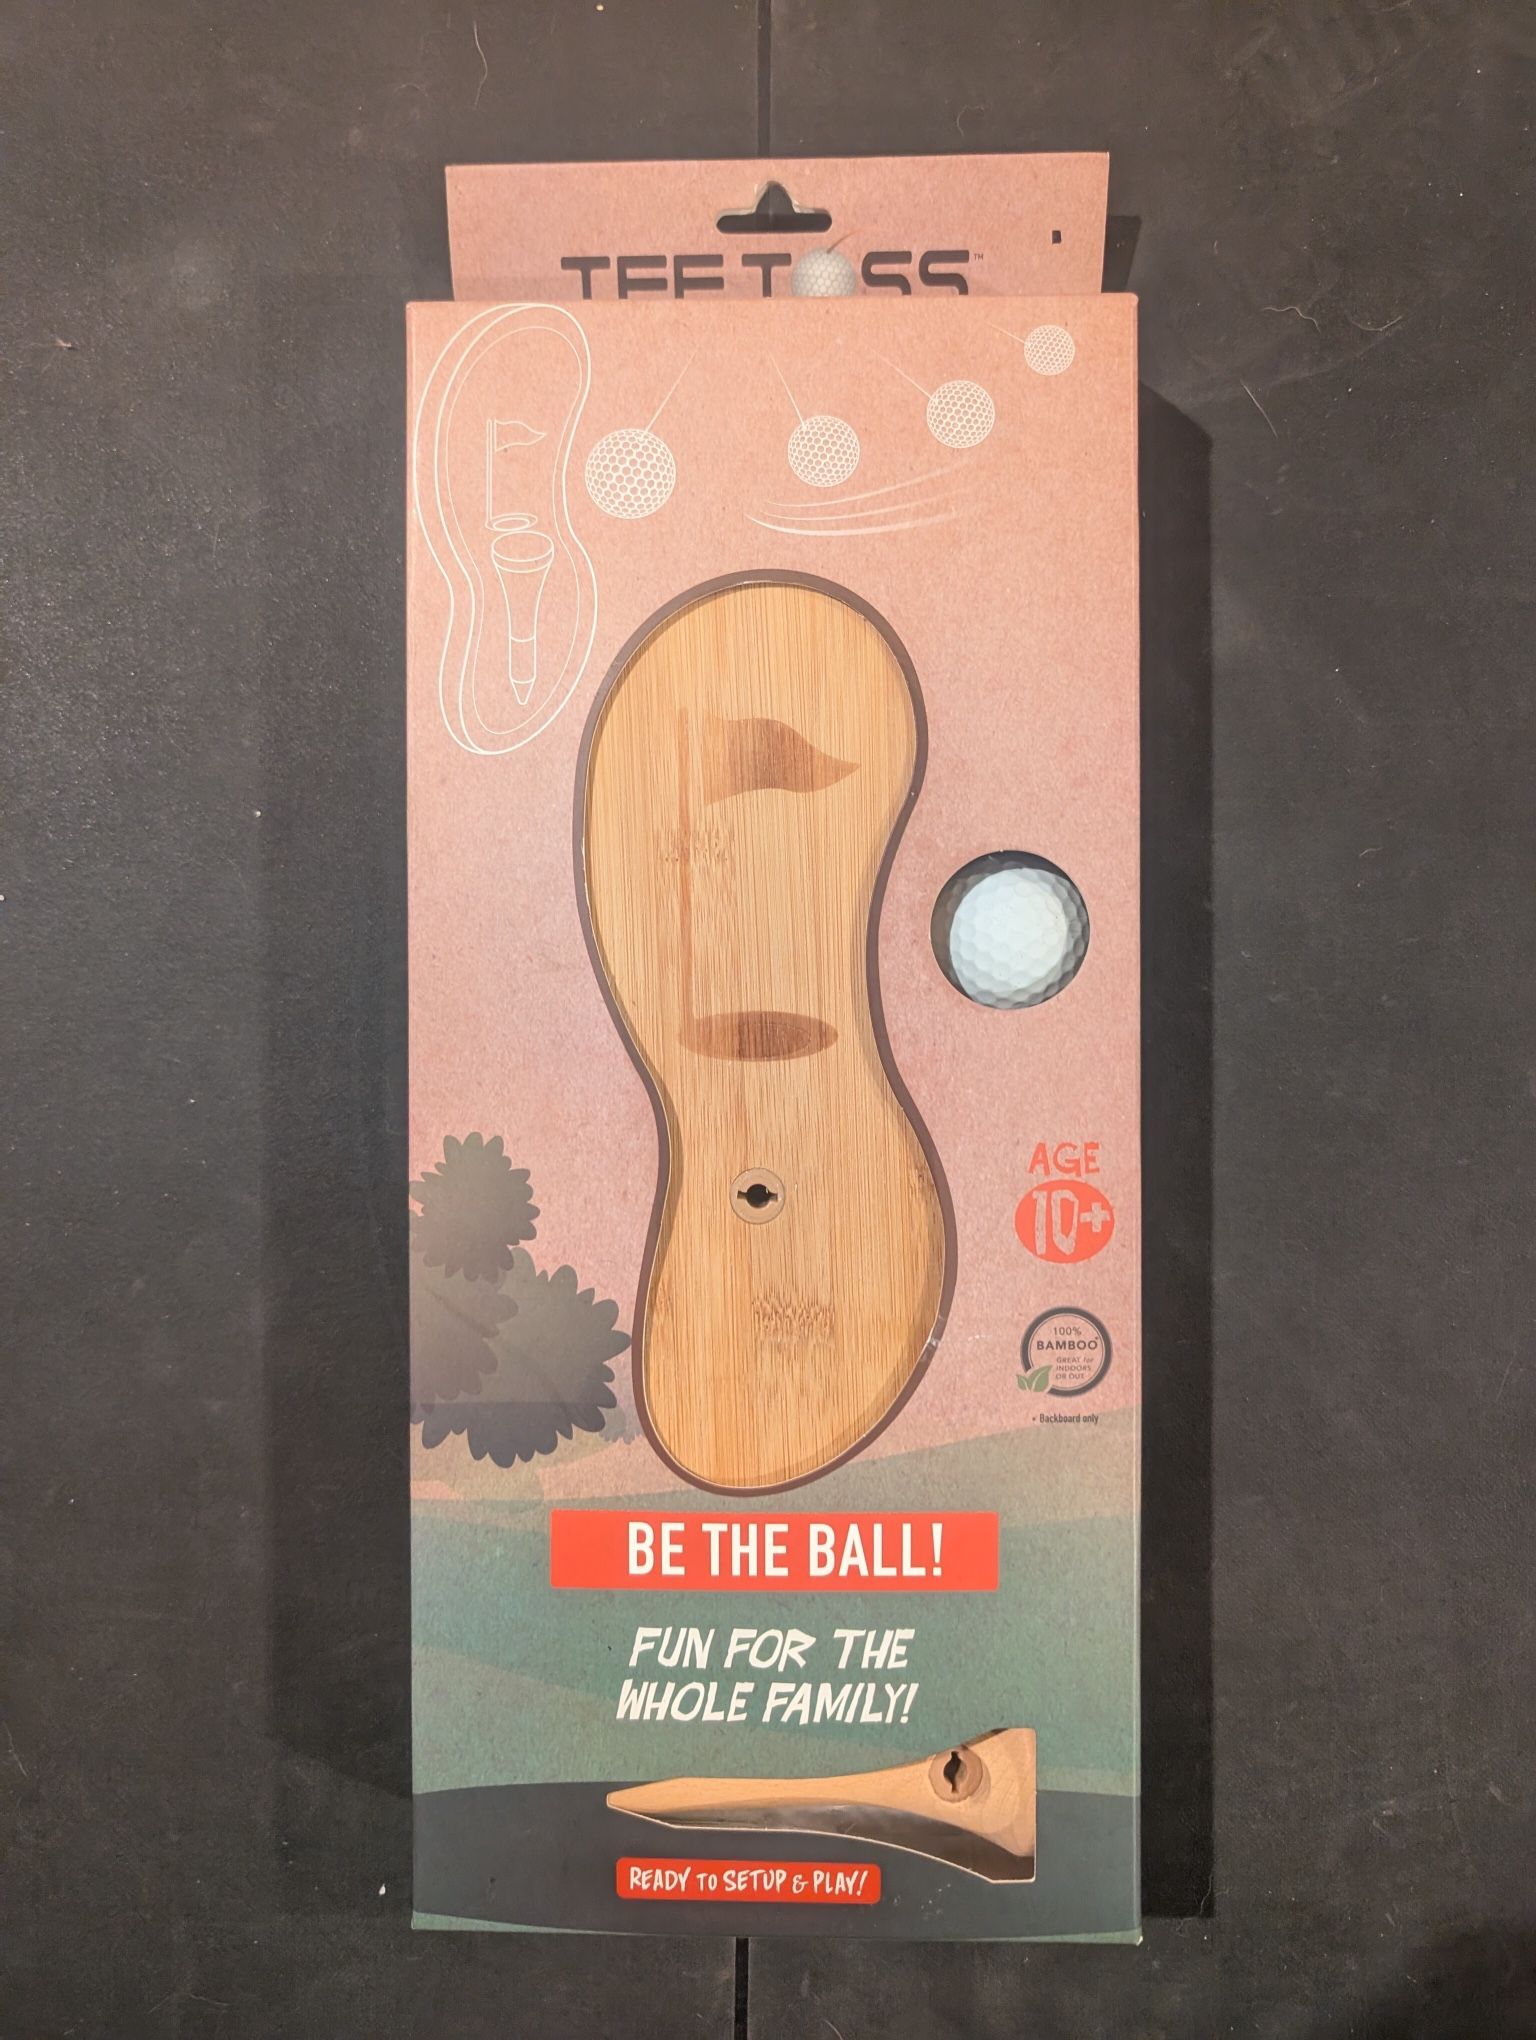 TEE TOSS™
AGE
10+
100%
BAMBOO*
GREAT for
INDOORS
OR OUT
* Backboard only
BE THE BALL!
FUN FOR THE
WHOLE FAMILY!
READY TO SETUP & PLAY!